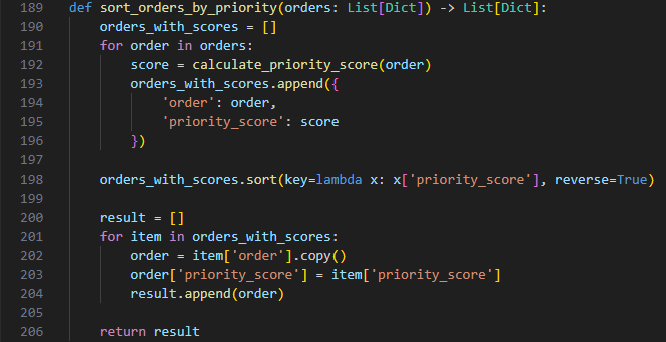 189 def sort_orders_by_priority(orders: List[Dict]) -> List[Dict]:
190     orders_with_scores = []
191     for order in orders:
192         score = calculate_priority_score(order)
193         orders_with_scores.append({
194             'order': order,
195             'priority_score': score
196         })
197
198     orders_with_scores.sort(key=lambda x: x['priority_score'], reverse=True)
199
200     result = []
201     for item in orders_with_scores:
202         order = item['order'].copy()
203         order['priority_score'] = item['priority_score']
204         result.append(order)
205
206     return result